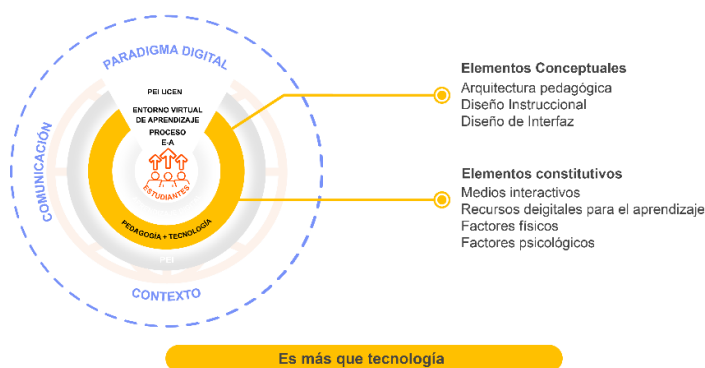 PARADIGMA DIGITAL
COMUNICACIÓN
CONTEXTO
PEI UCEN
ENTORNO VIRTUAL
DE APRENDIZAJE
PROCESO
E-A
ESTUDIANTES
PEDAGOGÍA + TECNOLOGÍA
PEI
Elementos Conceptuales
Arquitectura pedagógica
Diseño Instruccional
Diseño de Interfaz
Elementos constitutivos
Medios interactivos
Recursos deigitales para el aprendizaje
Factores físicos
Factores psicológicos
Es más que tecnología